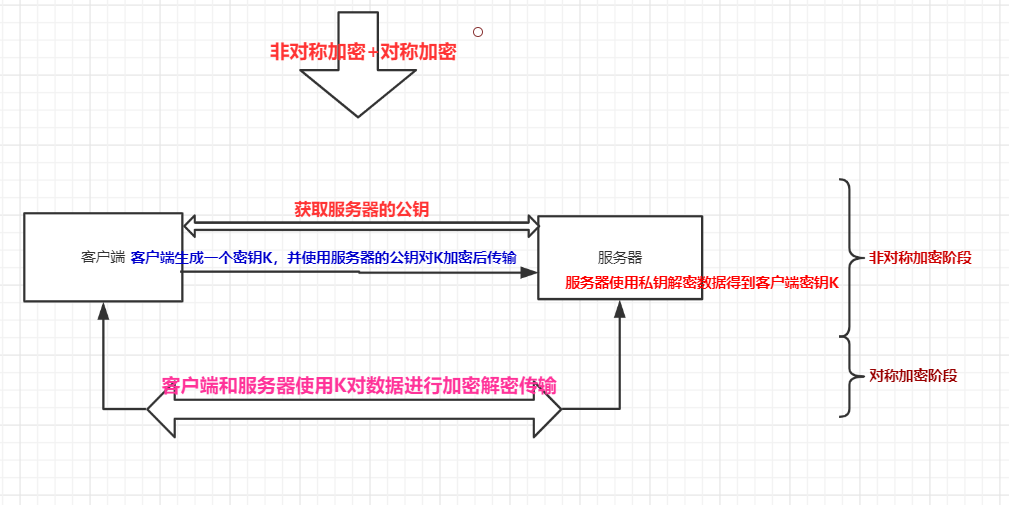 非对称加密+对称加密
获取服务器的公钥
客户端
客户端生成一个密钥K，并使用服务器的公钥对K加密后传输
服务器
非对称加密阶段
服务器使用私钥解密数据得到客户端密钥K
对称加密阶段
客户端和服务器使用K对数据进行加密解密传输